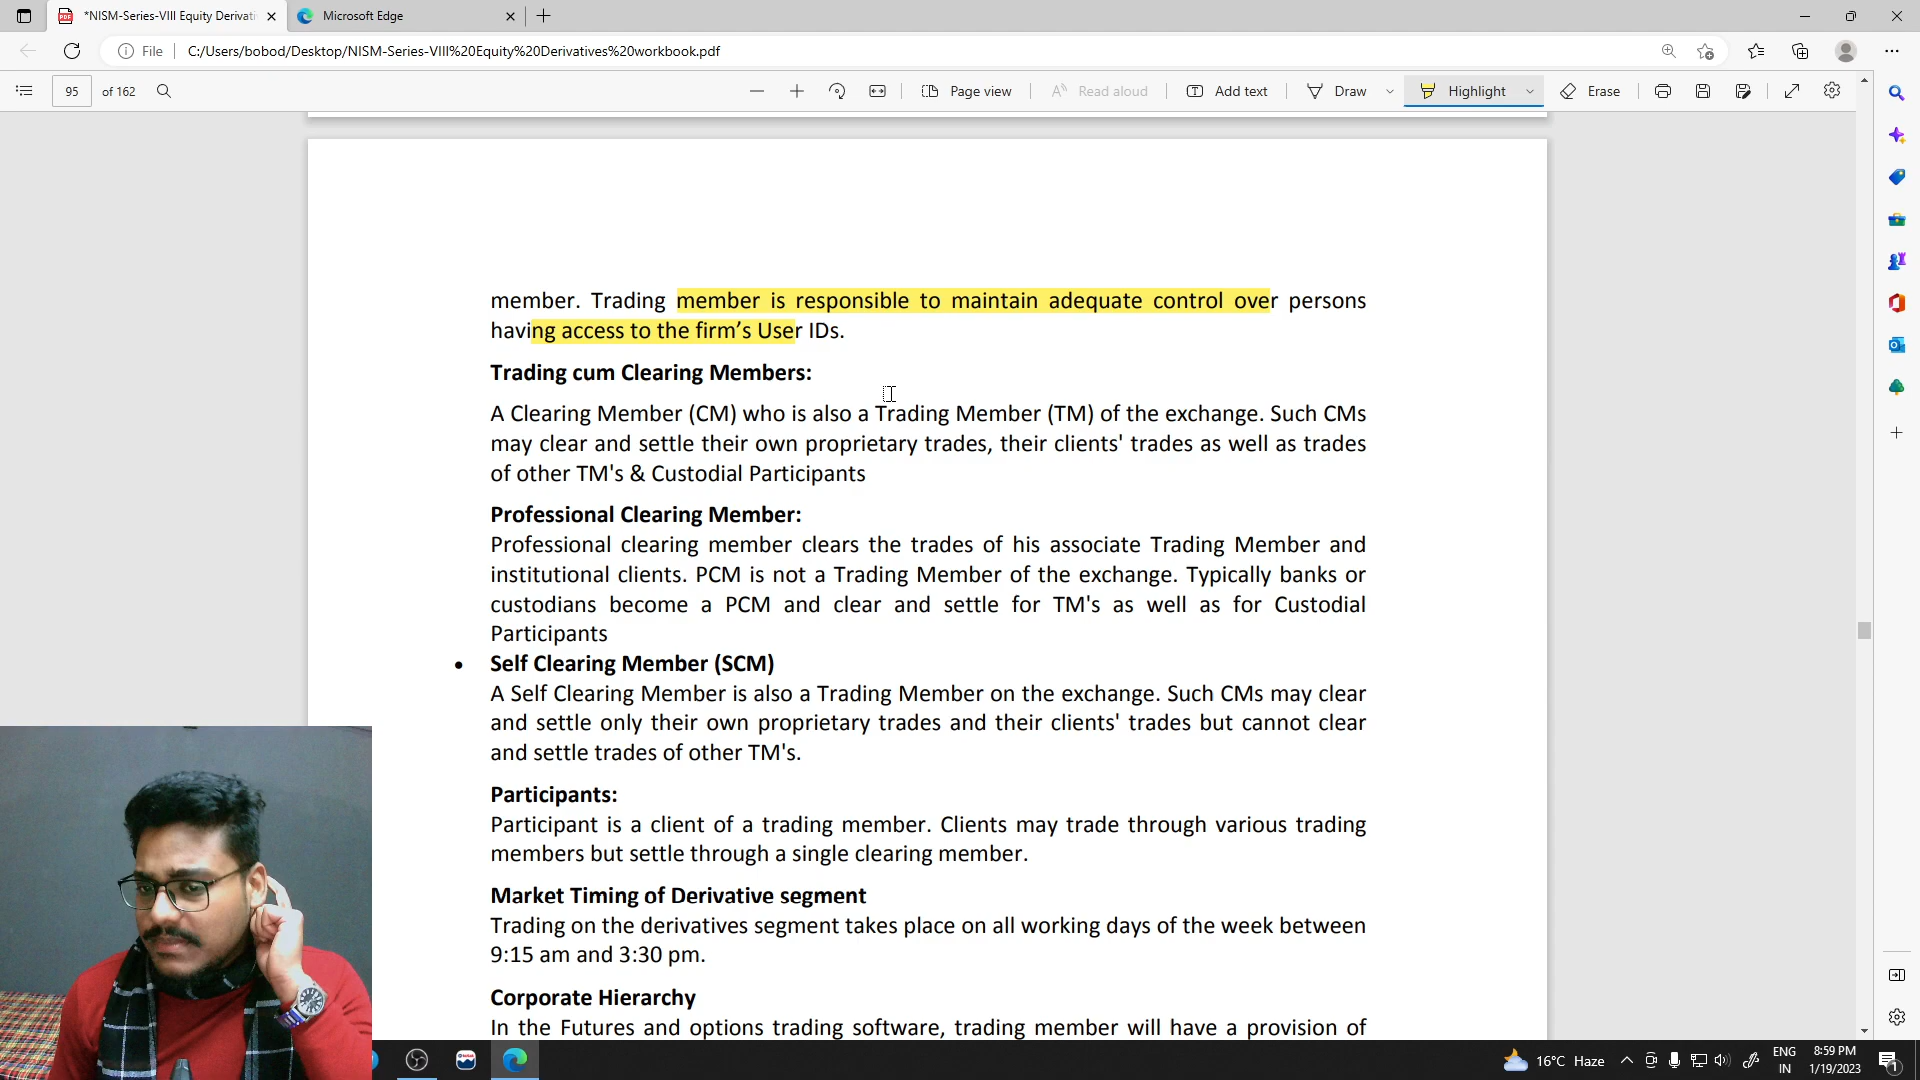 *NISM-Series-VIII Equity Derivati
Microsoft Edge
File
C:/Users/bobod/Desktop/NISM-Series-VIII%20Equity%20Derivatives%20workbook.pdf
95
of 162
Page view
Read aloud
Add text
Draw
Highlight
Erase
member. Trading member is responsible to maintain adequate control over persons
having access to the firm’s User IDs.
Trading cum Clearing Members:
A Clearing Member (CM) who is also a Trading Member (TM) of the exchange. Such CMs
may clear and settle their own proprietary trades, their clients' trades as well as trades
of other TM's & Custodial Participants
Professional Clearing Member:
Professional clearing member clears the trades of his associate Trading Member and
institutional clients. PCM is not a Trading Member of the exchange. Typically banks or
custodians become a PCM and clear and settle for TM's as well as for Custodial
Participants
• Self Clearing Member (SCM)
A Self Clearing Member is also a Trading Member on the exchange. Such CMs may clear
and settle only their own proprietary trades and their clients' trades but cannot clear
and settle trades of other TM's.
Participants:
Participant is a client of a trading member. Clients may trade through various trading
members but settle through a single clearing member.
Market Timing of Derivative segment
Trading on the derivatives segment takes place on all working days of the week between
9:15 am and 3:30 pm.
Corporate Hierarchy
In the Futures and options trading software, trading member will have a provision of
16°C Haze
ENG
IN
8:59 PM
1/19/2023
1